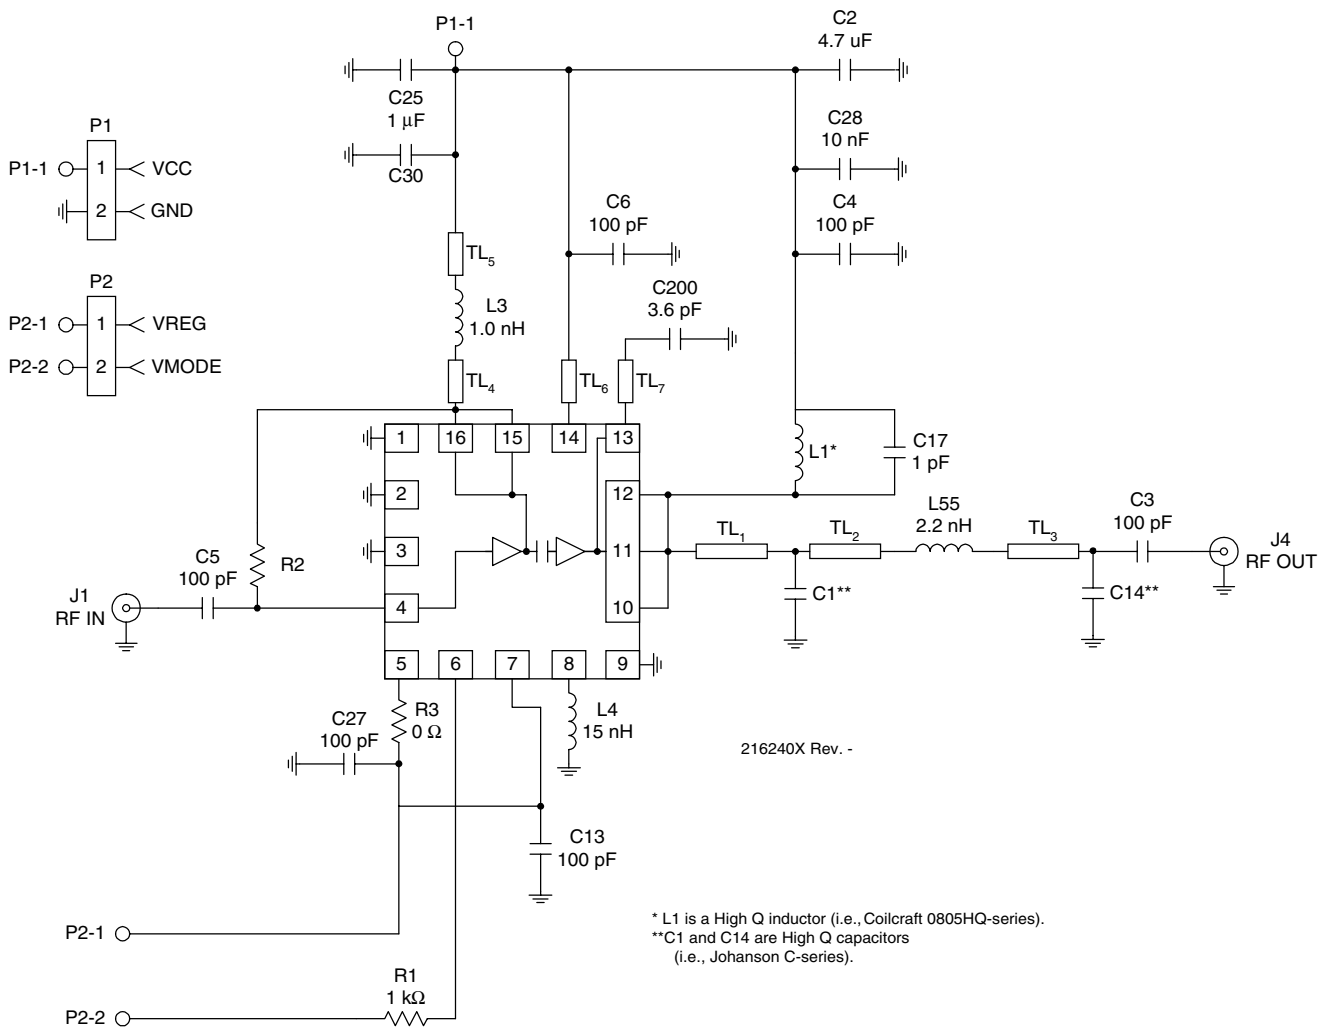 P1-1
C2
4.7 uF
C25
1 μF
P1
C28
10 nF
P1-1
1
VCC
C30
2
GND
C6
100 pF
C4
100 pF
TL5
P2
C200
3.6 pF
L3
1.0 nH
P2-1
1
VREG
P2-2
2
VMODE
TL4
TL6
TL7
1
16
15
14
13
L1*
C17
1 pF
2
12
L55
2.2 nH
C3
100 pF
TL1
TL2
TL3
3
11
J4
RF OUT
C5
100 pF
R2
C1**
C14**
J1
RF IN
4
10
5
6
7
8
9
R3
0 Ω
L4
15 nH
C27
100 pF
216240X Rev. -
C13
100 pF
* L1 is a High Q inductor (i.e., Coilcraft 0805HQ-series).
**C1 and C14 are High Q capacitors
(i.e., Johanson C-series).
P2-1
R1
1 kΩ
P2-2